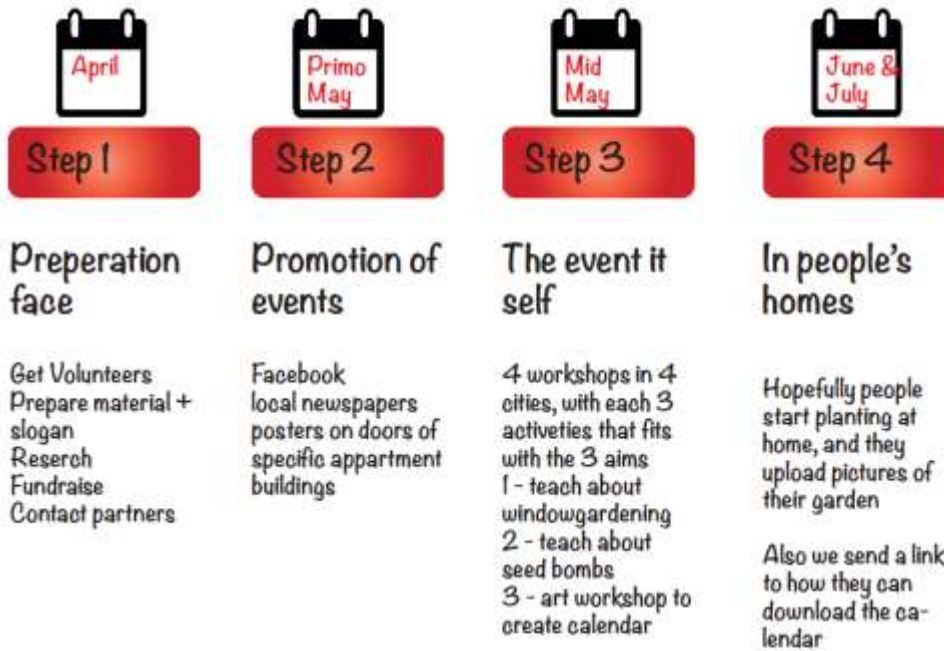 April
Step 1
Preperation
face
Get Volunteers
Prepare material +
slogan
Reserch
Fundraise
Contact partners
Primo
May
Step 2
Promotion of
events
Facebook
local newspapers
posters on doors of
specific appartment
buildings
Mid
May
Step 3
The event it
self
4 workshops in 4
cities, with each 3
activeties that fits
with the 3 aims
1 - teach about
windowgardening
2 - teach about
seed bombs
3 - art workshop to
create calendar
June &
July
Step 4
In people's
homes
Hopefully people
start planting at
home, and they
upload pictures of
their garden
Also we send a link
to how they can
download the ca-
lendar